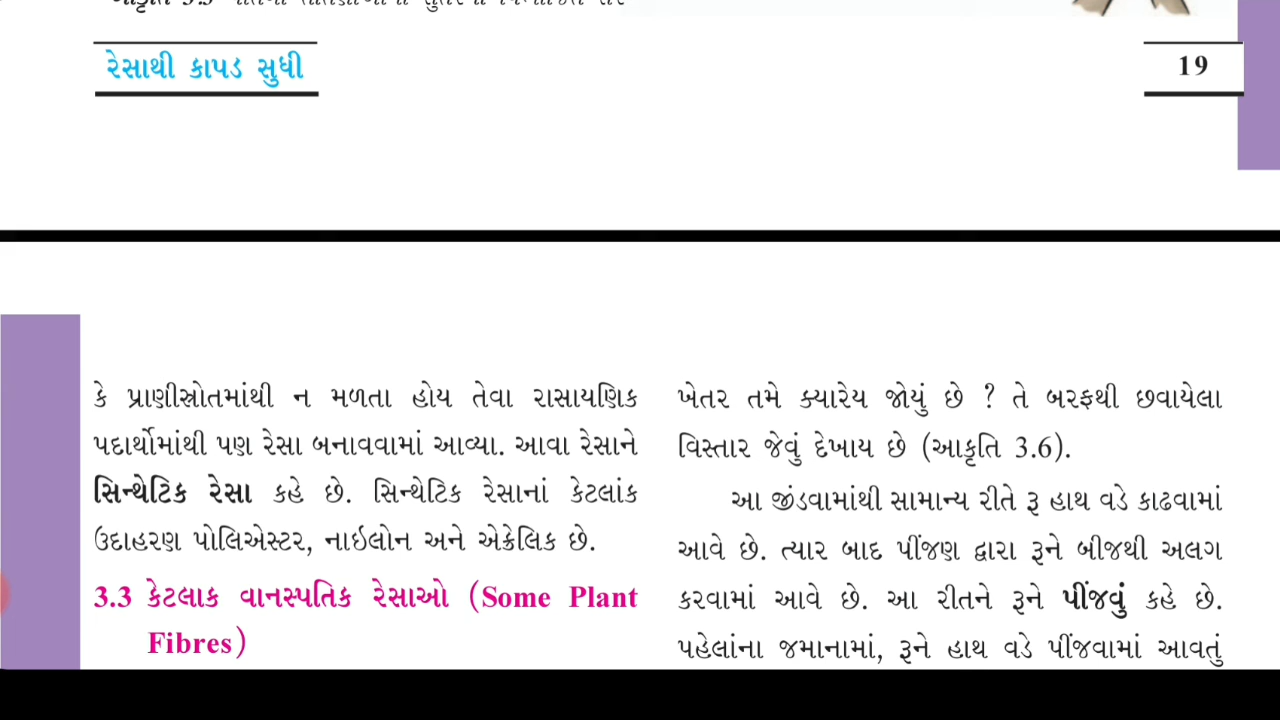 રેસાથી કાપડ સુધી
19
કે પ્રાણીસ્રોતમાંથી ન મળતા હોય તેવા રાસાયણિક
પદાર્થોમાંથી પણ રેસા બનાવવામાં આવ્યા. આવા રેસાને
સિન્થેટિક રેસા કહે છે. સિન્થેટિક રેસાનાં કેટલાંક
ઉદાહરણ પોલિએસ્ટર, નાઇલોન અને એક્રેલિક છે.
3.3 કેટલાક વાનસ્પતિક રેસાઓ (Some Plant
Fibres)
ખેતર તમે ક્યારેય જોયું છે ? તે બરફથી છવાયેલા
વિસ્તાર જેવું દેખાય છે (આકૃતિ 3.6).
આ જીંડવામાંથી સામાન્ય રીતે રૂ હાથ વડે કાઢવામાં
આવે છે. ત્યાર બાદ પીંજણ દ્વારા રૂને બીજથી અલગ
કરવામાં આવે છે. આ રીતને રૂને પીંજવું કહે છે.
પહેલાંના જમાનામાં, રૂને હાથ વડે પીંજવામાં આવતું